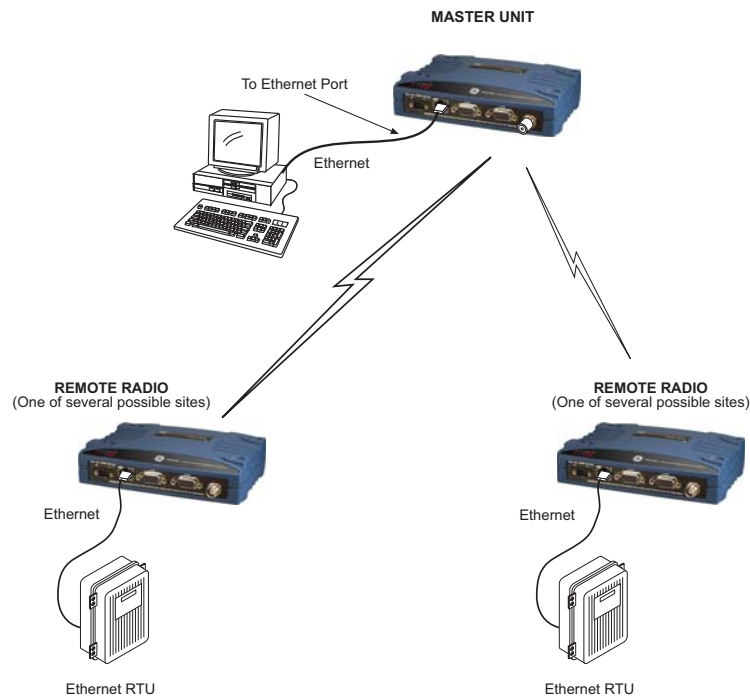 MASTER UNIT
To Ethernet Port
Ethernet
REMOTE RADIO
(One of several possible sites)
REMOTE RADIO
(One of several possible sites)
Ethernet
Ethernet
Ethernet RTU
Ethernet RTU